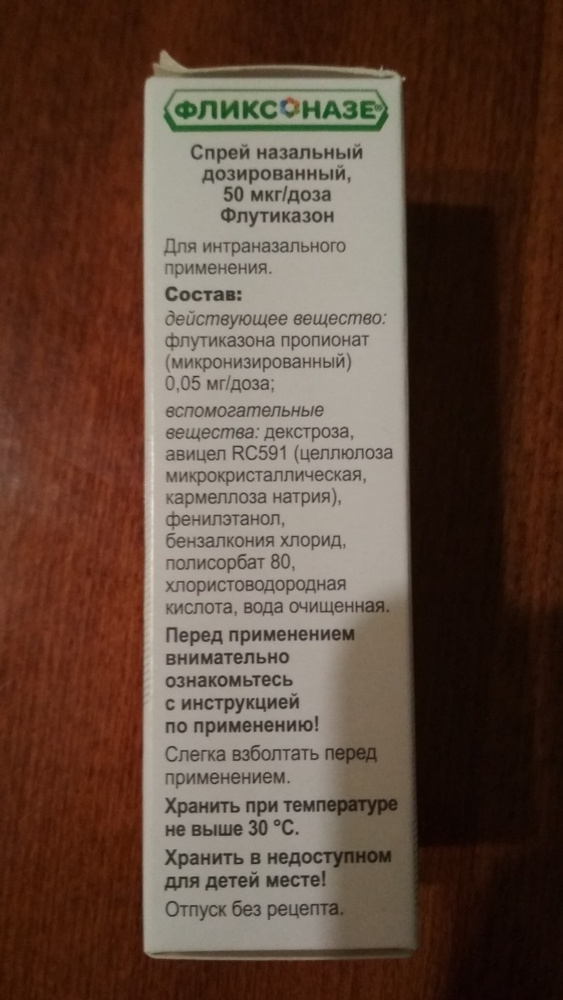 ФЛИКСОНАЗЕ®
Спрей назальный
дозированный,
50 мкг/доза
Флутиказон
Для интраназального
применения.
Состав:
действующее вещество:
флутиказона пропионат
(микронизированный)
0,05 мг/доза;
вспомогательные
вещества: декстроза,
авицел RC591 (целлюлоза
микрокристаллическая,
кармеллоза натрия),
фенилэтанол,
бензалкония хлорид,
полисорбат 80,
хлористоводородная
кислота, вода очищенная.
Перед применением
внимательно
ознакомьтесь
с инструкцией
по применению!
Слегка взболтать перед
применением.
Хранить при температуре
не выше 30 °C.
Хранить в недоступном
для детей месте!
Отпуск без рецепта.